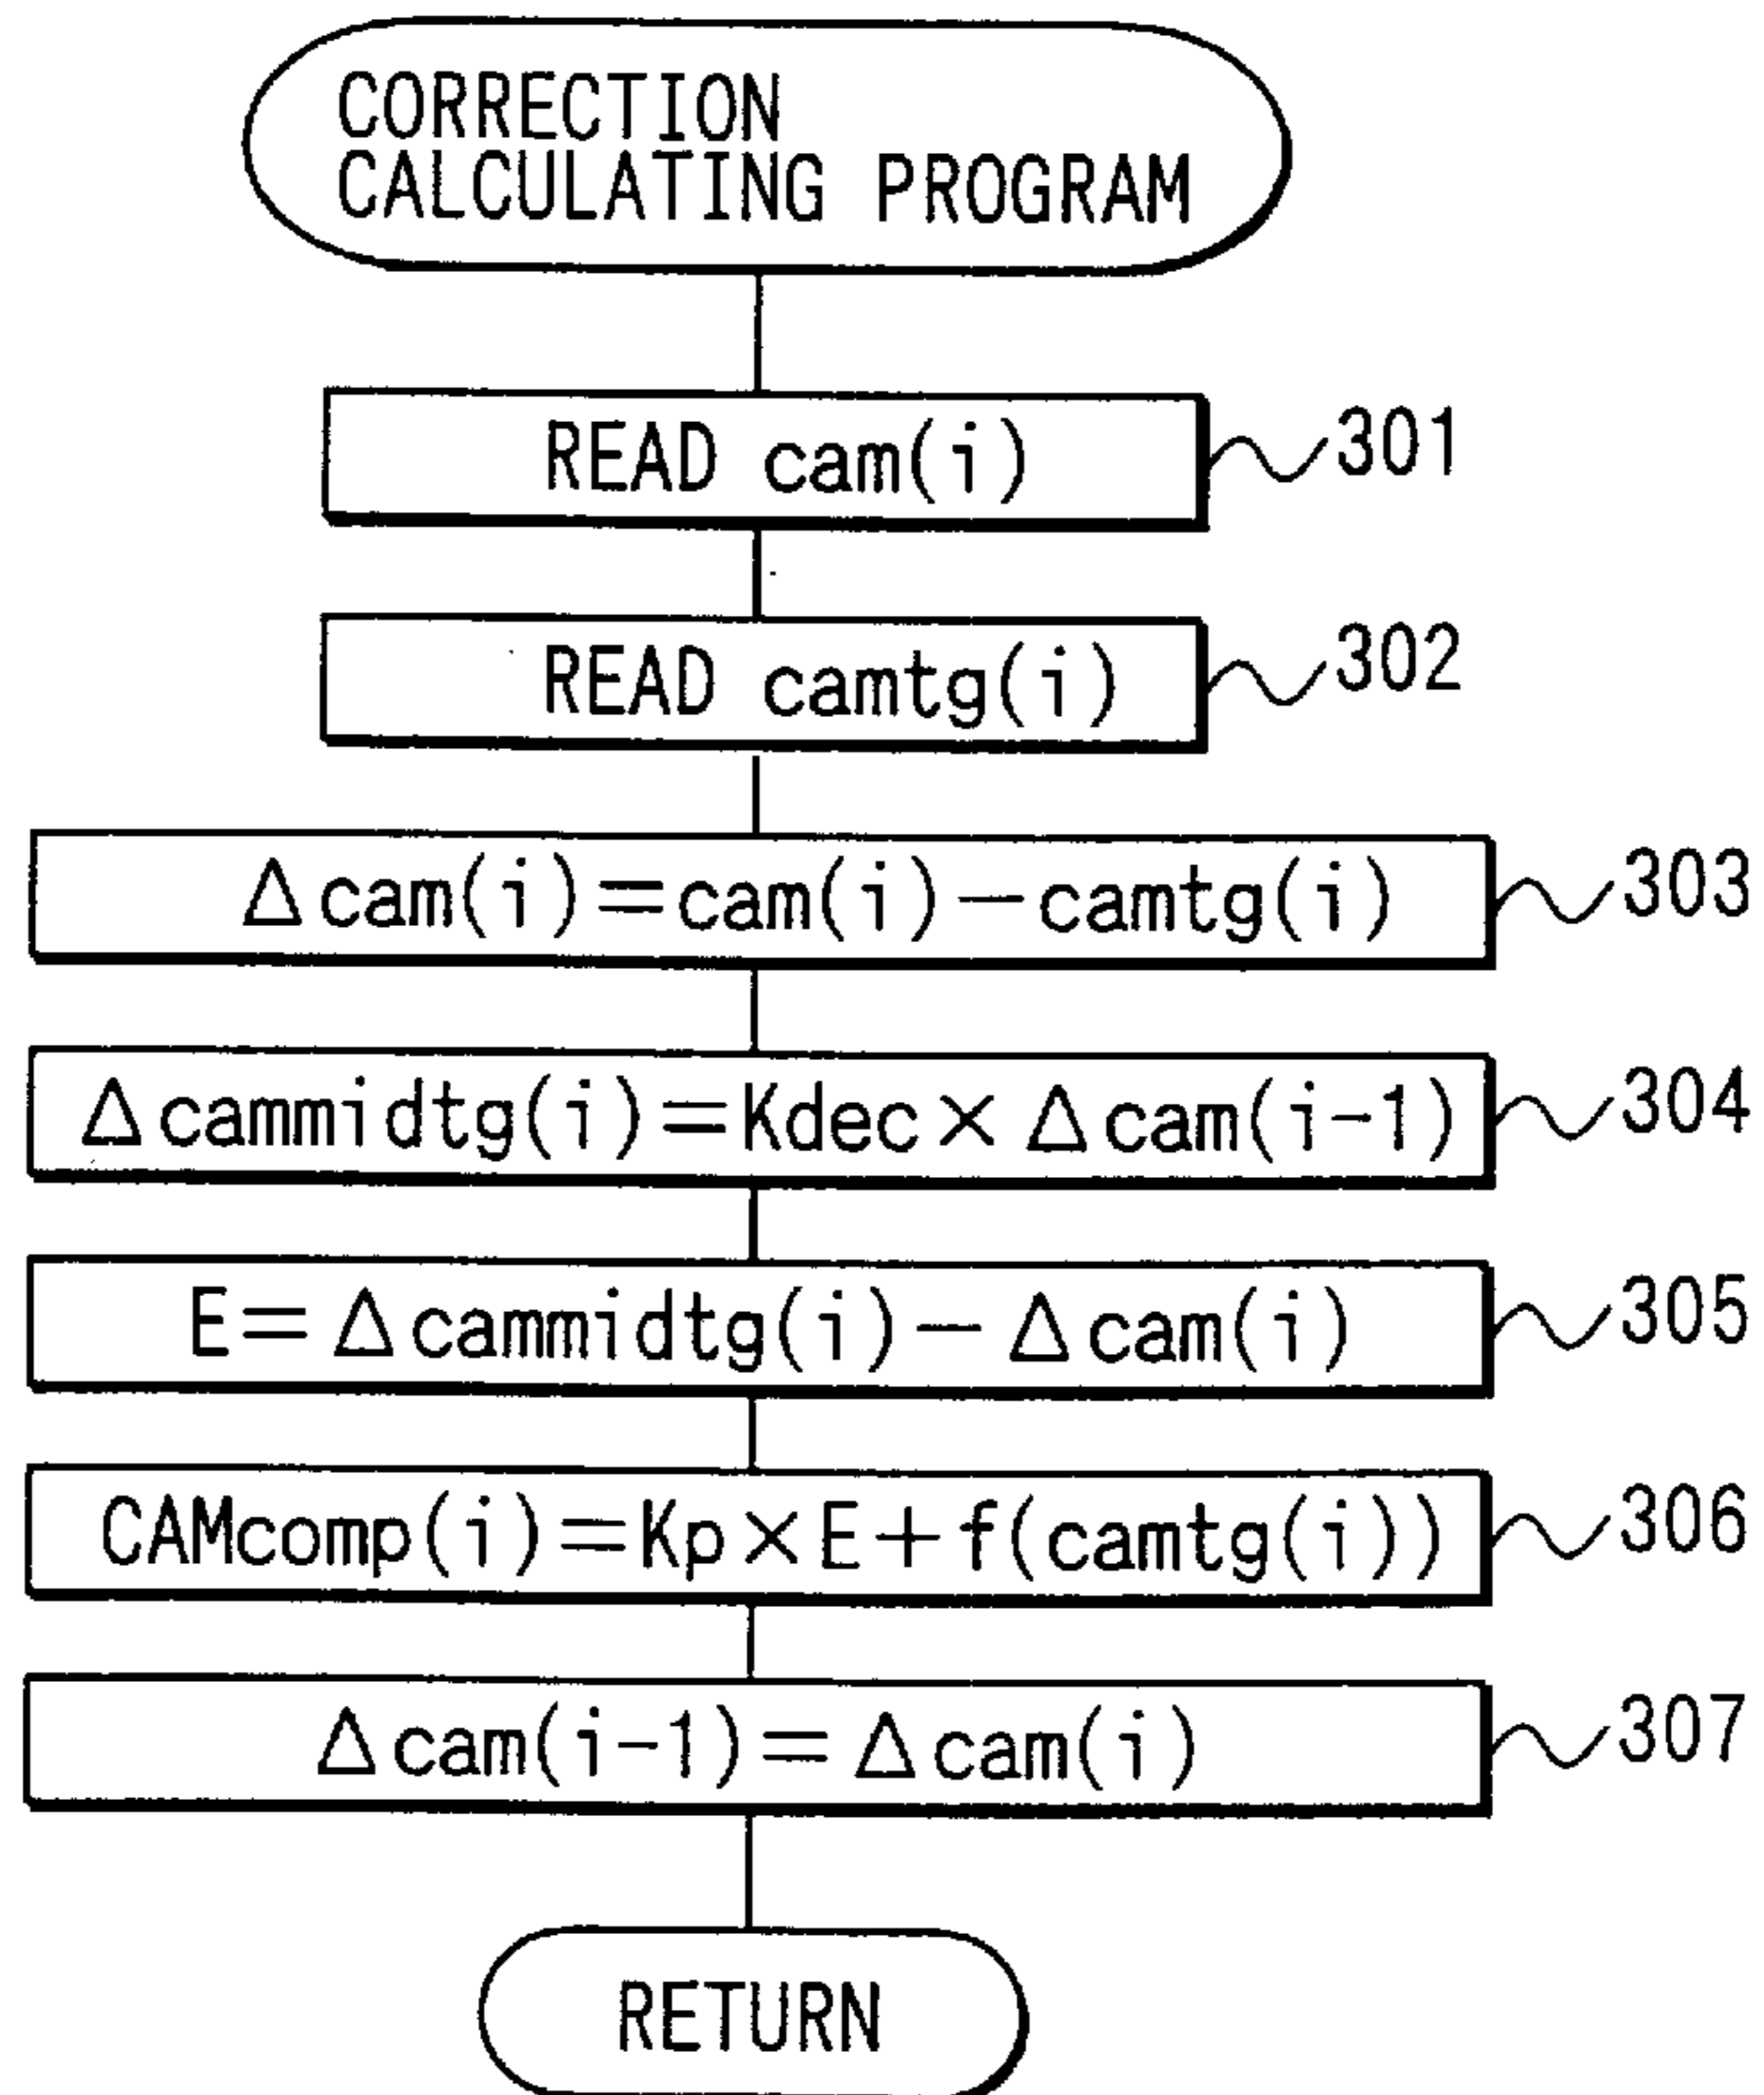 CORRECTION
CALCULATING PROGRAM
READ cam(i)
301
READ camtg(i)
302
Δcam(i)=cam(i)-camtg(i)
303
Δcammidtg(i)=Kdec×Δcam(i-1)
304
E=Δcammidtg(i)-Δcam(i)
305
CAMcomp(i)=Kp×E+f(camtg(i))
306
Δcam(i-1)=Δcam(i)
307
RETURN